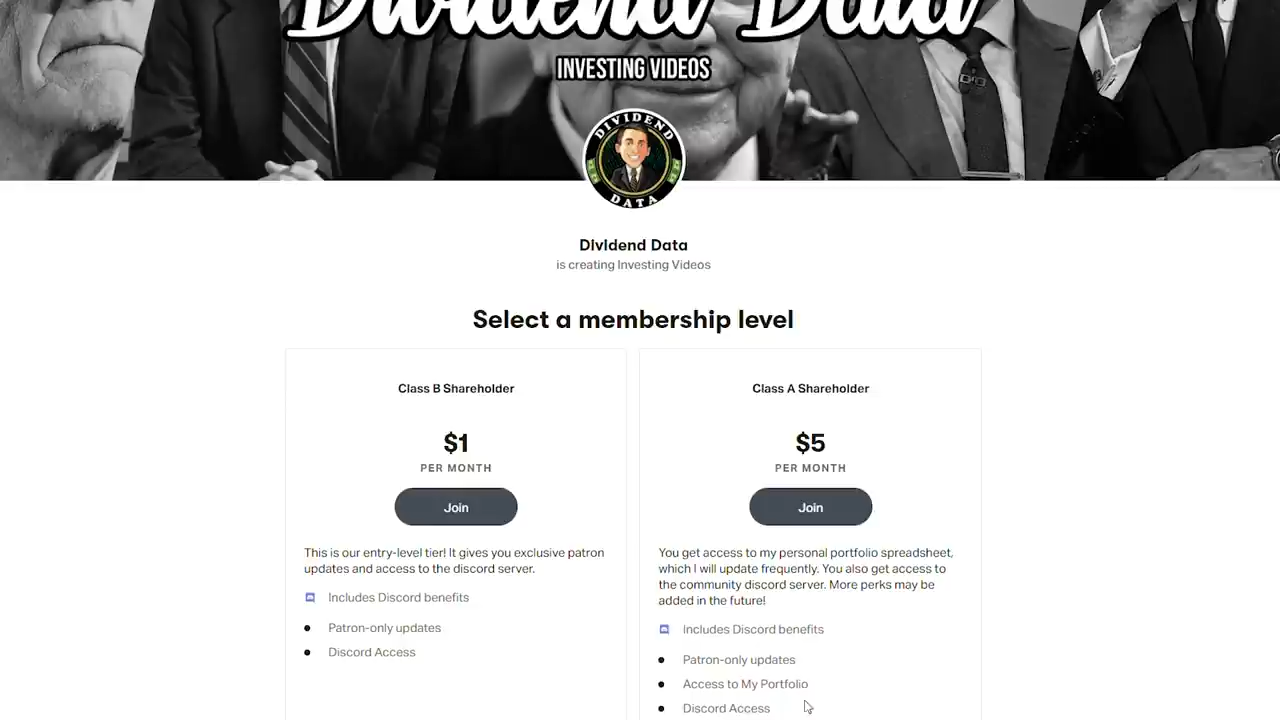 Dividend Data
INVESTING VIDEOS
DIVIDEND
DATA
Dividend Data
is creating Investing Videos
Select a membership level
Class B Shareholder
$1
PER MONTH
Join
This is our entry-level tier! It gives you exclusive patron
updates and access to the discord server.
Includes Discord benefits
Patron-only updates
Discord Access
Class A Shareholder
$5
PER MONTH
Join
You get access to my personal portfolio spreadsheet,
which I will update frequently. You also get access to
the community discord server. More perks may be
added in the future!
Includes Discord benefits
Patron-only updates
Access to My Portfolio
Discord Access